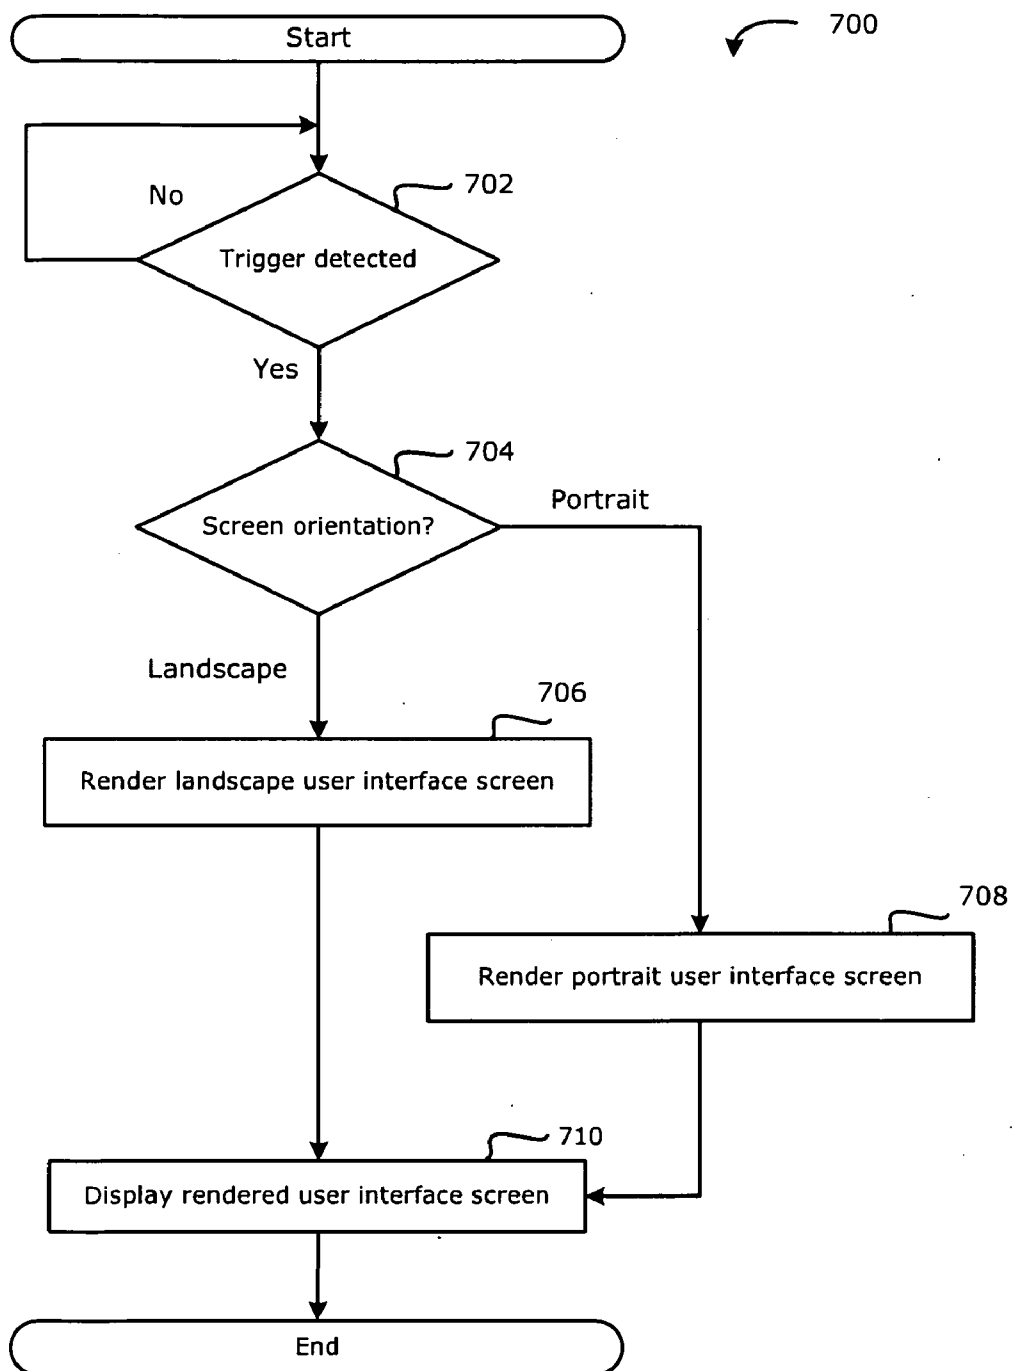 Start
700
No
702
Trigger detected
Yes
704
Portrait
Screen orientation?
Landscape
706
Render landscape user interface screen
708
Render portrait user interface screen
710
Display rendered user interface screen
End